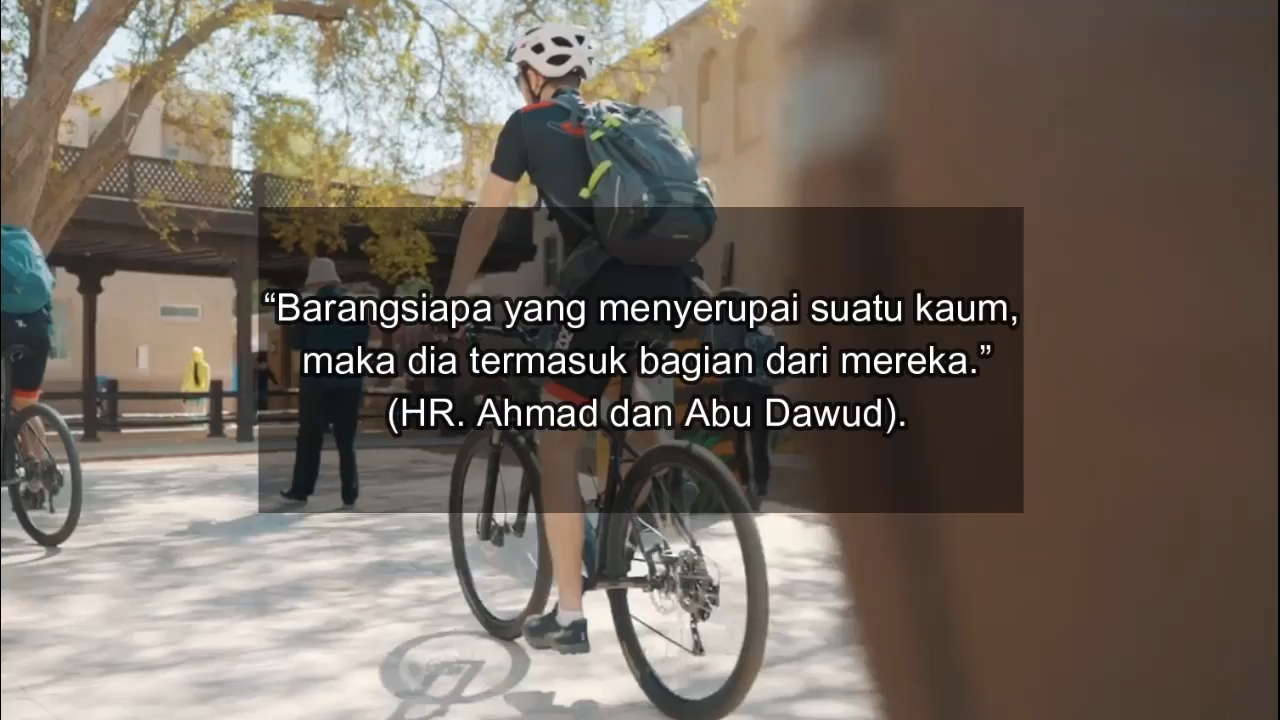 “Barangsiapa yang menyerupai suatu kaum,
maka dia termasuk bagian dari mereka.”
(HR. Ahmad dan Abu Dawud).